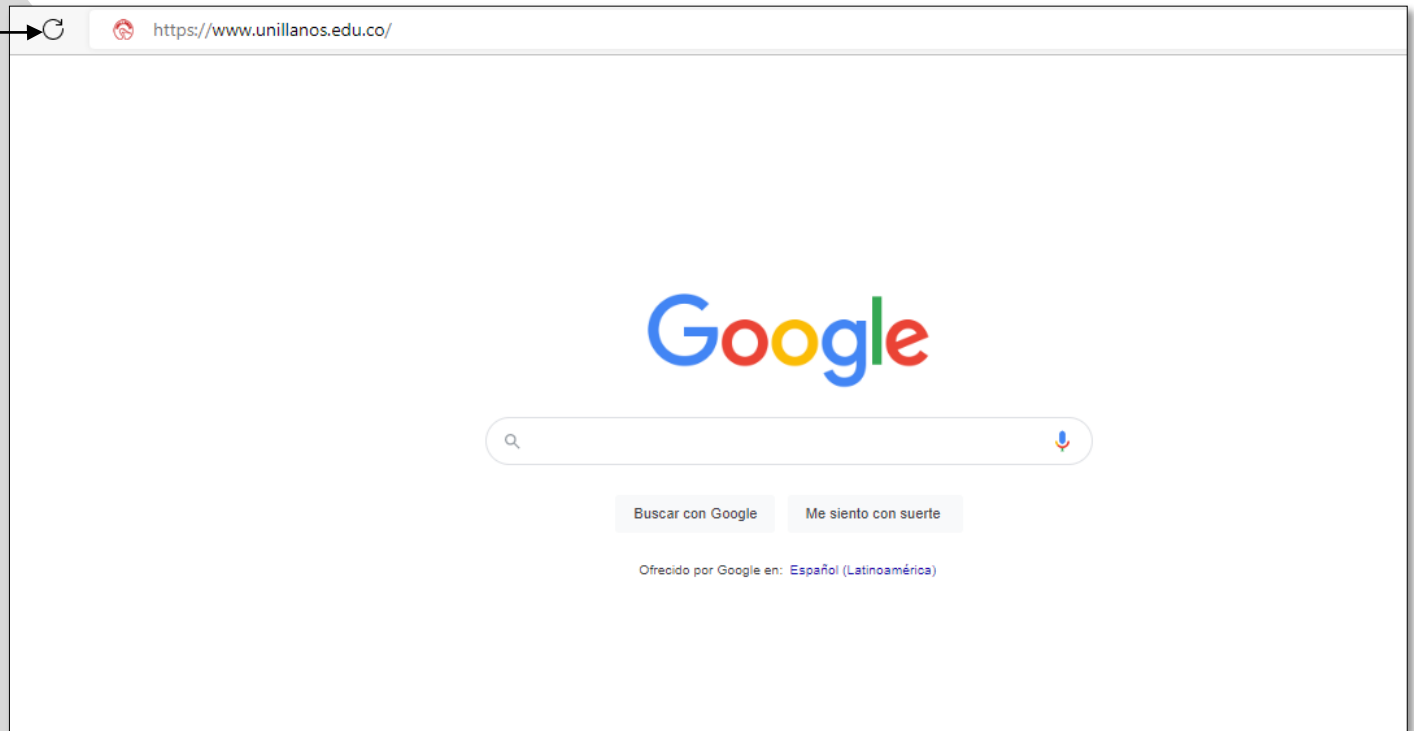 https://www.unillanos.edu.co/
Google
Buscar con Google Me siento con suerte
Ofrecido por Google en: Español (Latinoamérica)